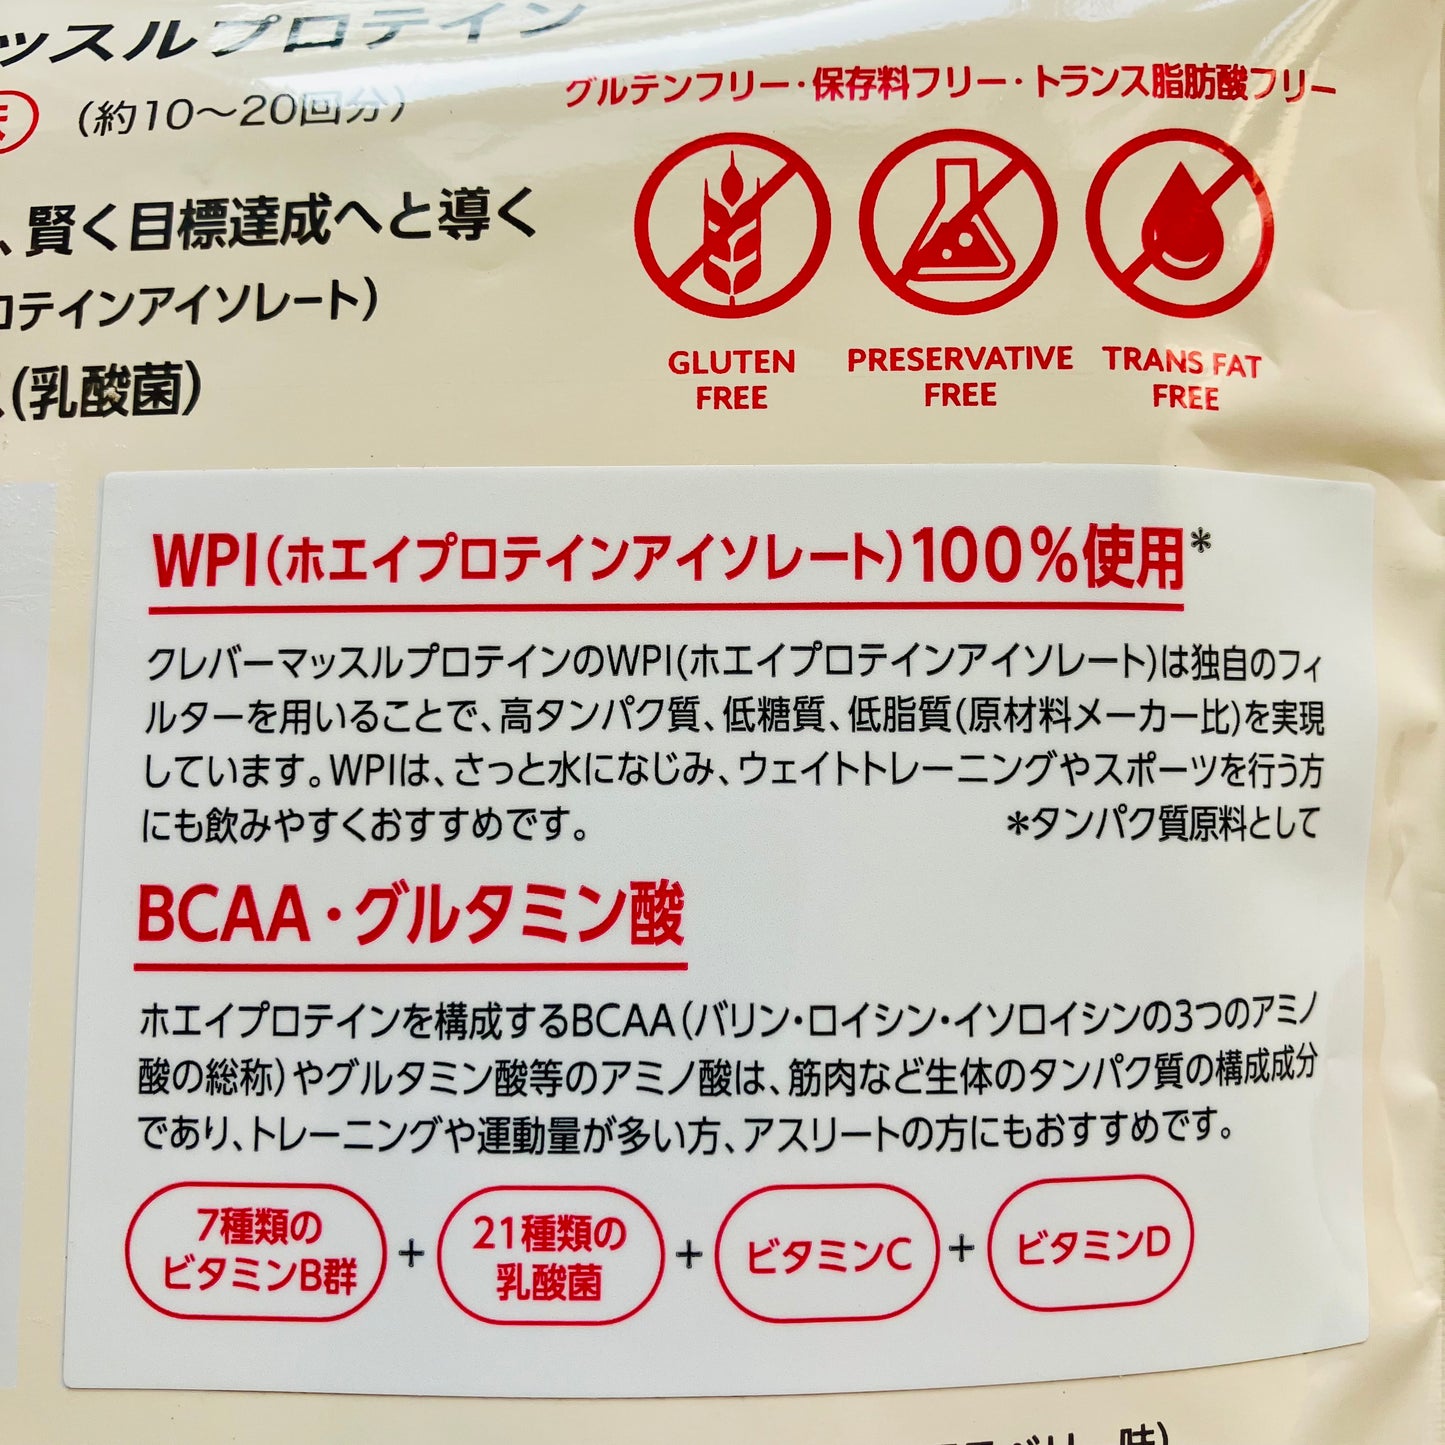 ッスルプロテイン
(約10〜20回分)
グルテンフリー・保存料フリー・トランス脂肪酸フリー
、賢く目標達成へと導く
ロテインアイソレート)
(乳酸菌)
GLUTEN
FREE
PRESERVATIVE
FREE
TRANS FAT
FREE
WPI(ホエイプロテインアイソレート)100%使用*
クレバーマッスルプロテインのWPI(ホエイプロテインアイソレート)は独自のフィ
ルターを用いることで、高タンパク質、低糖質、低脂質(原材料メーカー比)を実現
しています。WPIは、さっと水になじみ、ウェイトトレーニングやスポーツを行う方
にも飲みやすくおすすめです。
*タンパク質原料として
BCAA・グルタミン酸
ホエイプロテインを構成するBCAA(バリン・ロイシン・イソロイシンの3つのアミノ
酸の総称)やグルタミン酸等のアミノ酸は、筋肉など生体のタンパク質の構成成分
であり、トレーニングや運動量が多い方、アスリートの方にもおすすめです。
7種類の
ビタミンB群
+
21種類の
乳酸菌
+
ビタミンC
+
ビタミンD
味)